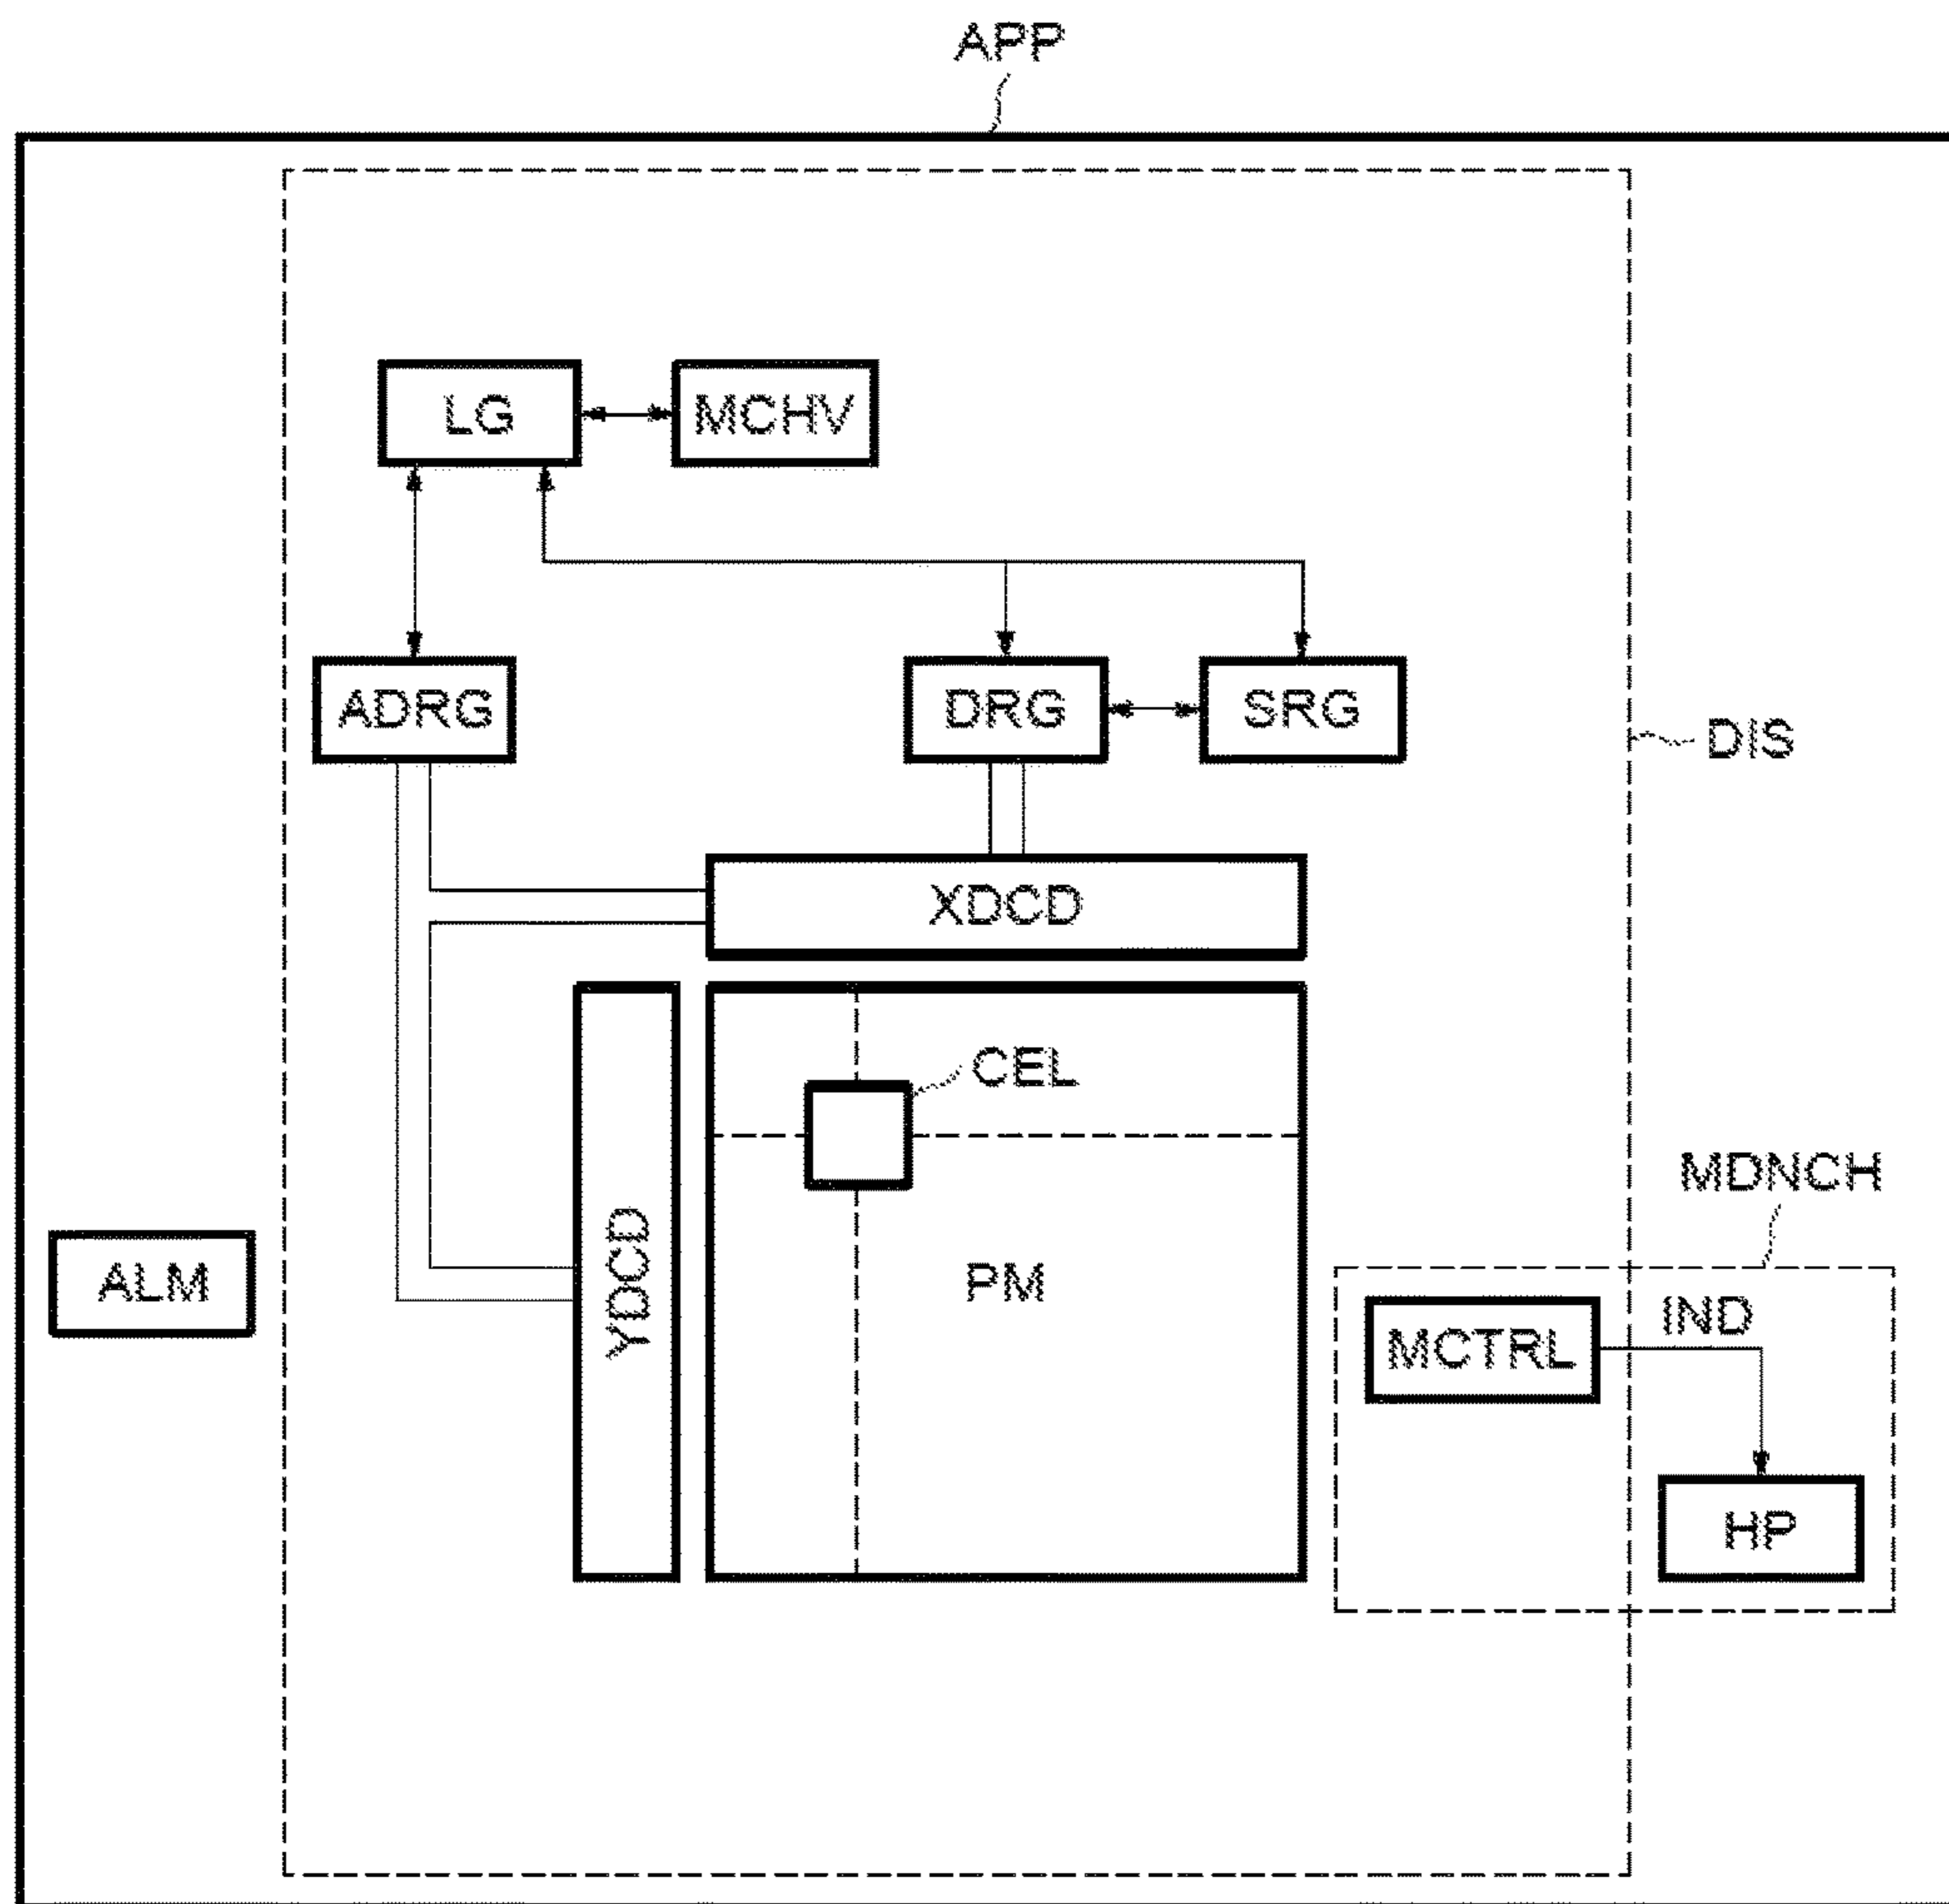 APP
LG
MCHV
ADRG
DRG
SRG
DIS
XDCD
CEL
MDNCH
YDCD
ALM
PM
IND
MCTRL
HP